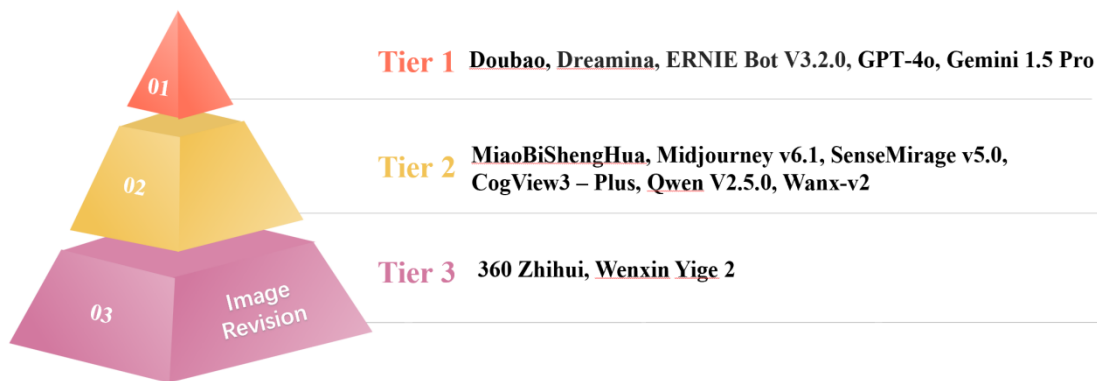 01
Tier 1
Doubao, Dreamina, ERNIE Bot V3.2.0, GPT-4o, Gemini 1.5 Pro
02
Tier 2
MiaoBiShengHua, Midjourney v6.1, SenseMirage v5.0,
CogView3 – Plus, Qwen V2.5.0, Wanx-v2
03
Image
Revision
Tier 3
360 Zhihui, Wenxin Yige 2